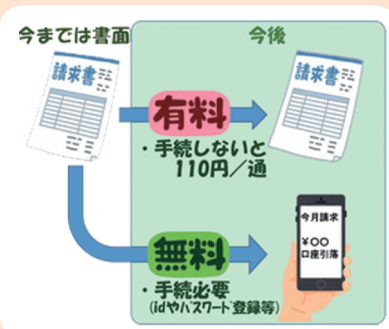 今までは書面
今後
請求書
請求書
有料
・手続しないと
110円／通
無料
・手続必要
(idやパスワード登録等)
今月請求
￥〇〇
口座引落